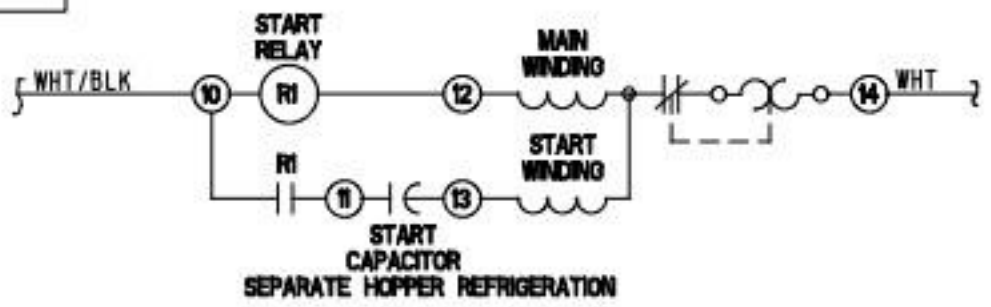 START
RELAY
MAIN
WINDING
WHT/BLK
10
R1
12
14
WHT
START
WINDING
R1
11
13
START
CAPACITOR
SEPARATE HOPPER REFRIGERATION